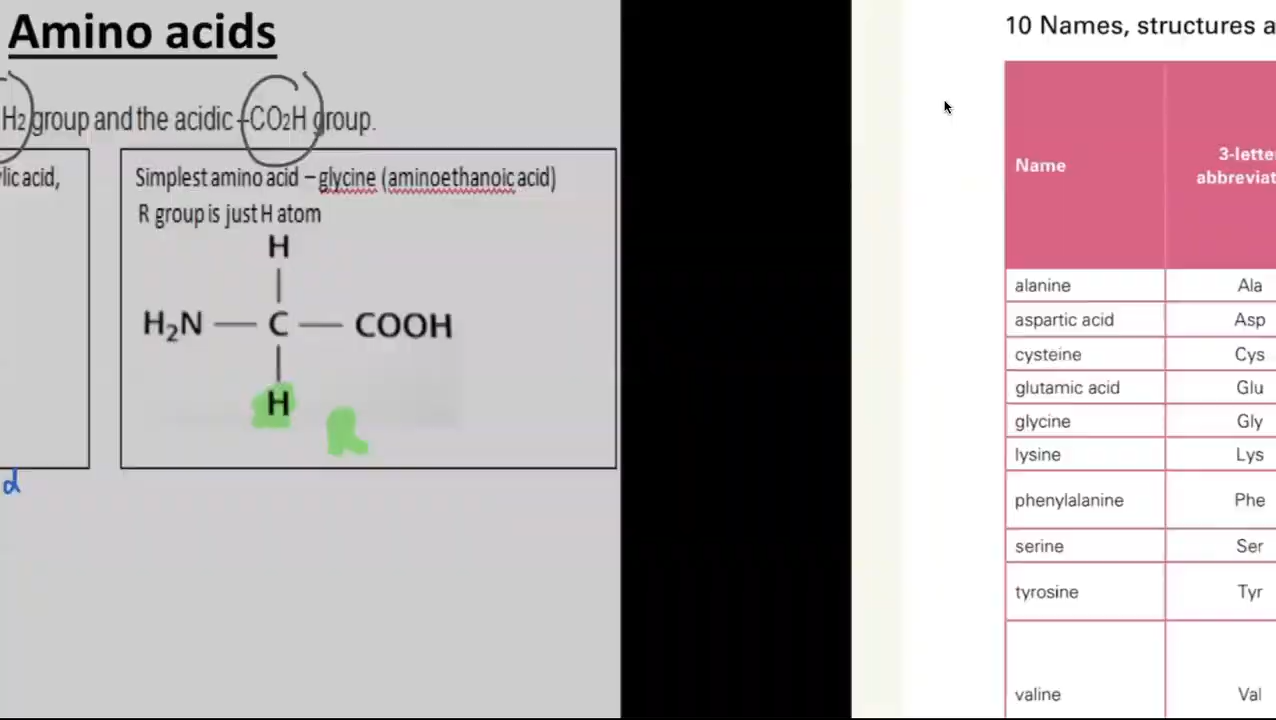 Amino acids
H2 group and the acidic -CO2H group.
lic acid,
Simplest amino acid – glycine (aminoethanoic acid)
R group is just H atom
H
H2N — C — COOH
H
R
d
10 Names, structures a
Name
3-lette
abbreviat
alanine Ala
aspartic acid Asp
cysteine Cys
glutamic acid Glu
glycine Gly
lysine Lys
phenylalanine Phe
serine Ser
tyrosine Tyr
valine Val